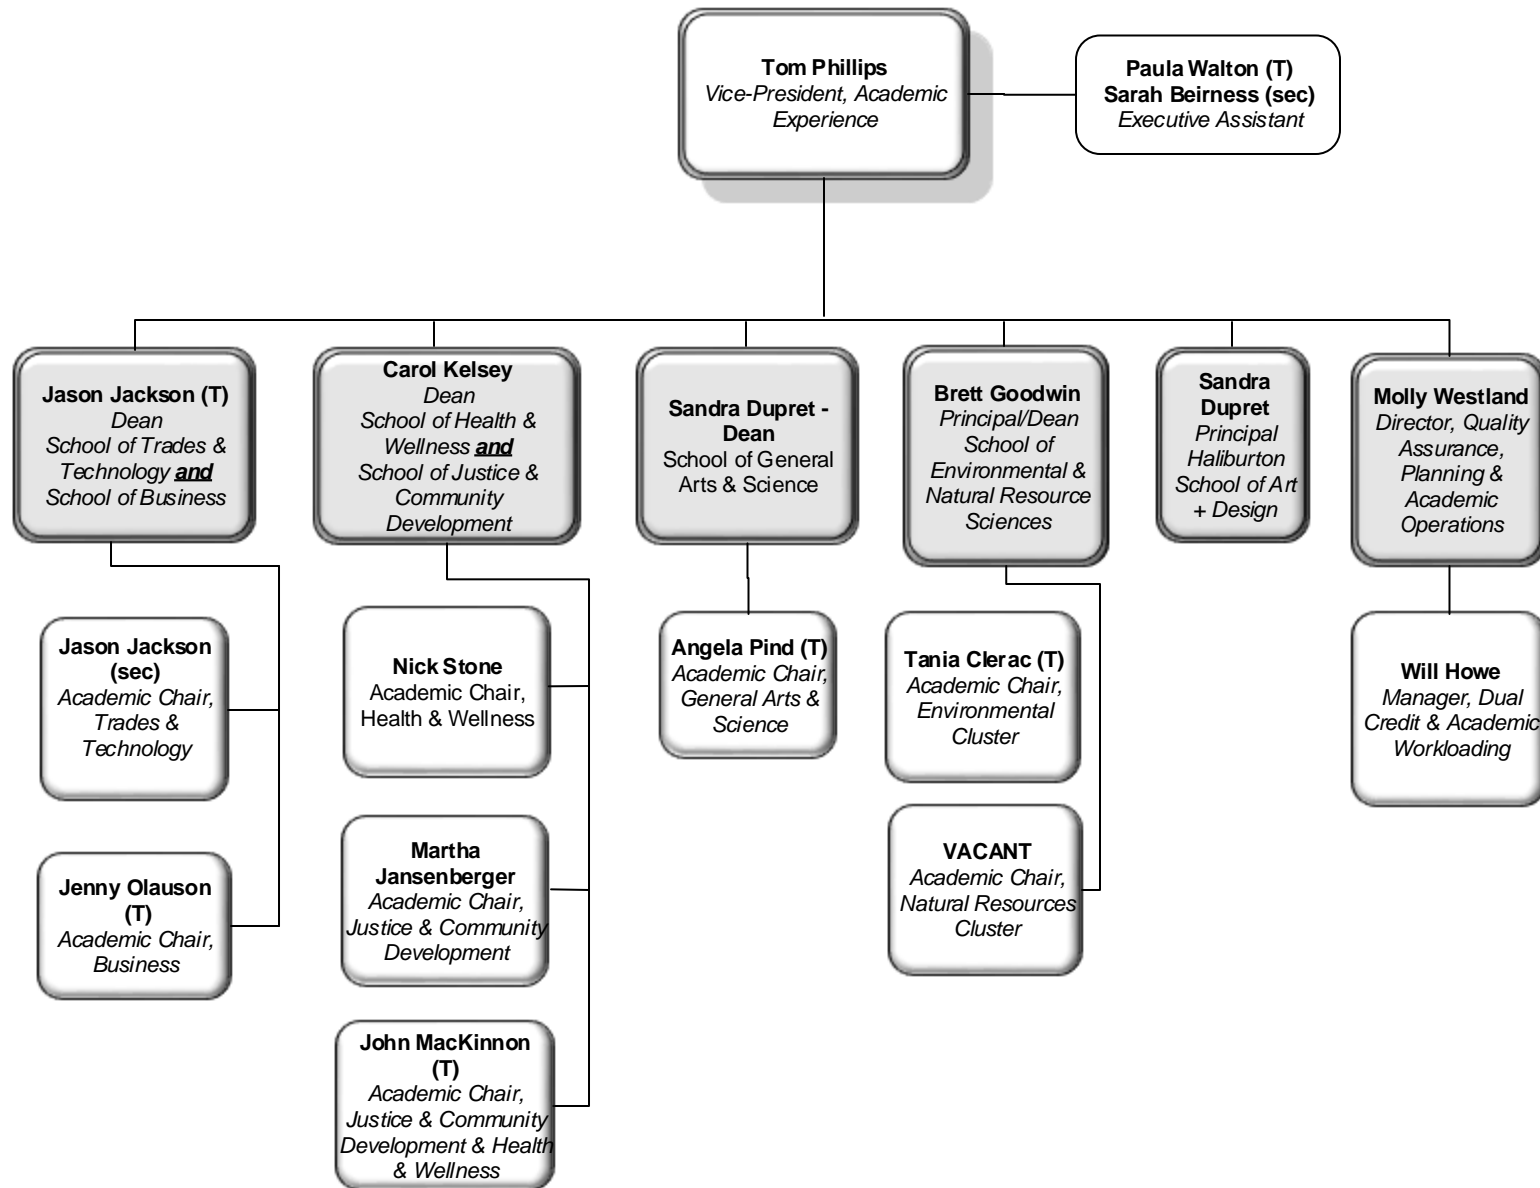 Tom Phillips
Vice-President, Academic
Experience
Paula Walton (T)
Sarah Beirness (sec)
Executive Assistant
Jason Jackson (T)
Dean
School of Trades &
Technology and
School of Business
Carol Kelsey
Dean
School of Health &
Wellness and
School of Justice &
Community
Development
Sandra Dupret -
Dean
School of General
Arts & Science
Brett Goodwin
Principal/Dean
School of
Environmental &
Natural Resource
Sciences
Sandra
Dupret
Principal
Haliburton
School of Art
+ Design
Molly Westland
Director, Quality
Assurance,
Planning &
Academic
Operations
Jason Jackson
(sec)
Academic Chair,
Trades &
Technology
Jenny Olauson
(T)
Academic Chair,
Business
Nick Stone
Academic Chair,
Health & Wellness
Martha
Jansenberger
Academic Chair,
Justice & Community
Development
John MacKinnon
(T)
Academic Chair,
Justice & Community
Development & Health
& Wellness
Angela Pind (T)
Academic Chair,
General Arts &
Science
Tania Clerac (T)
Academic Chair,
Environmental
Cluster
VACANT
Academic Chair,
Natural Resources
Cluster
Will Howe
Manager, Dual
Credit & Academic
Workloading